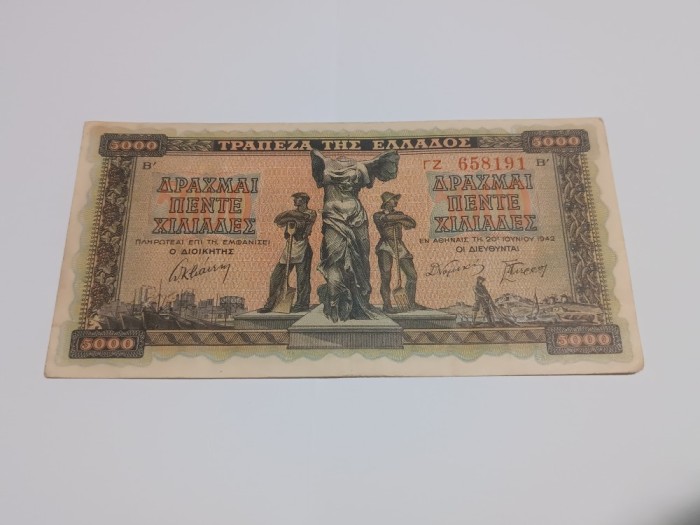 5000 ΤΡΑΠΕΖΑ ΤΗΣ ΕΛΛΑΔΟΣ 5000
Β' ΓΖ 658191 Β'
ΔΡΑΧΜΑΙ
ΠΕΝΤΕ
ΧΙΛΙΑΔΕΣ
ΠΛΗΡΩΤΕΑΙ ΕΠΙ ΤΗ ΕΜΦΑΝΙΣΕΙ
Ο ΔΙΟΙΚΗΤΗΣ
ΔΡΑΧΜΑΙ
ΠΕΝΤΕ
ΧΙΛΙΑΔΕΣ
ΕΝ ΑΘΗΝΑΙΣ ΤΗ 20ῌ ΙΟΥΝΙΟΥ 1942
ΟΙ ΔΙΕΥΘΥΝΤΑΙ
5000 5000